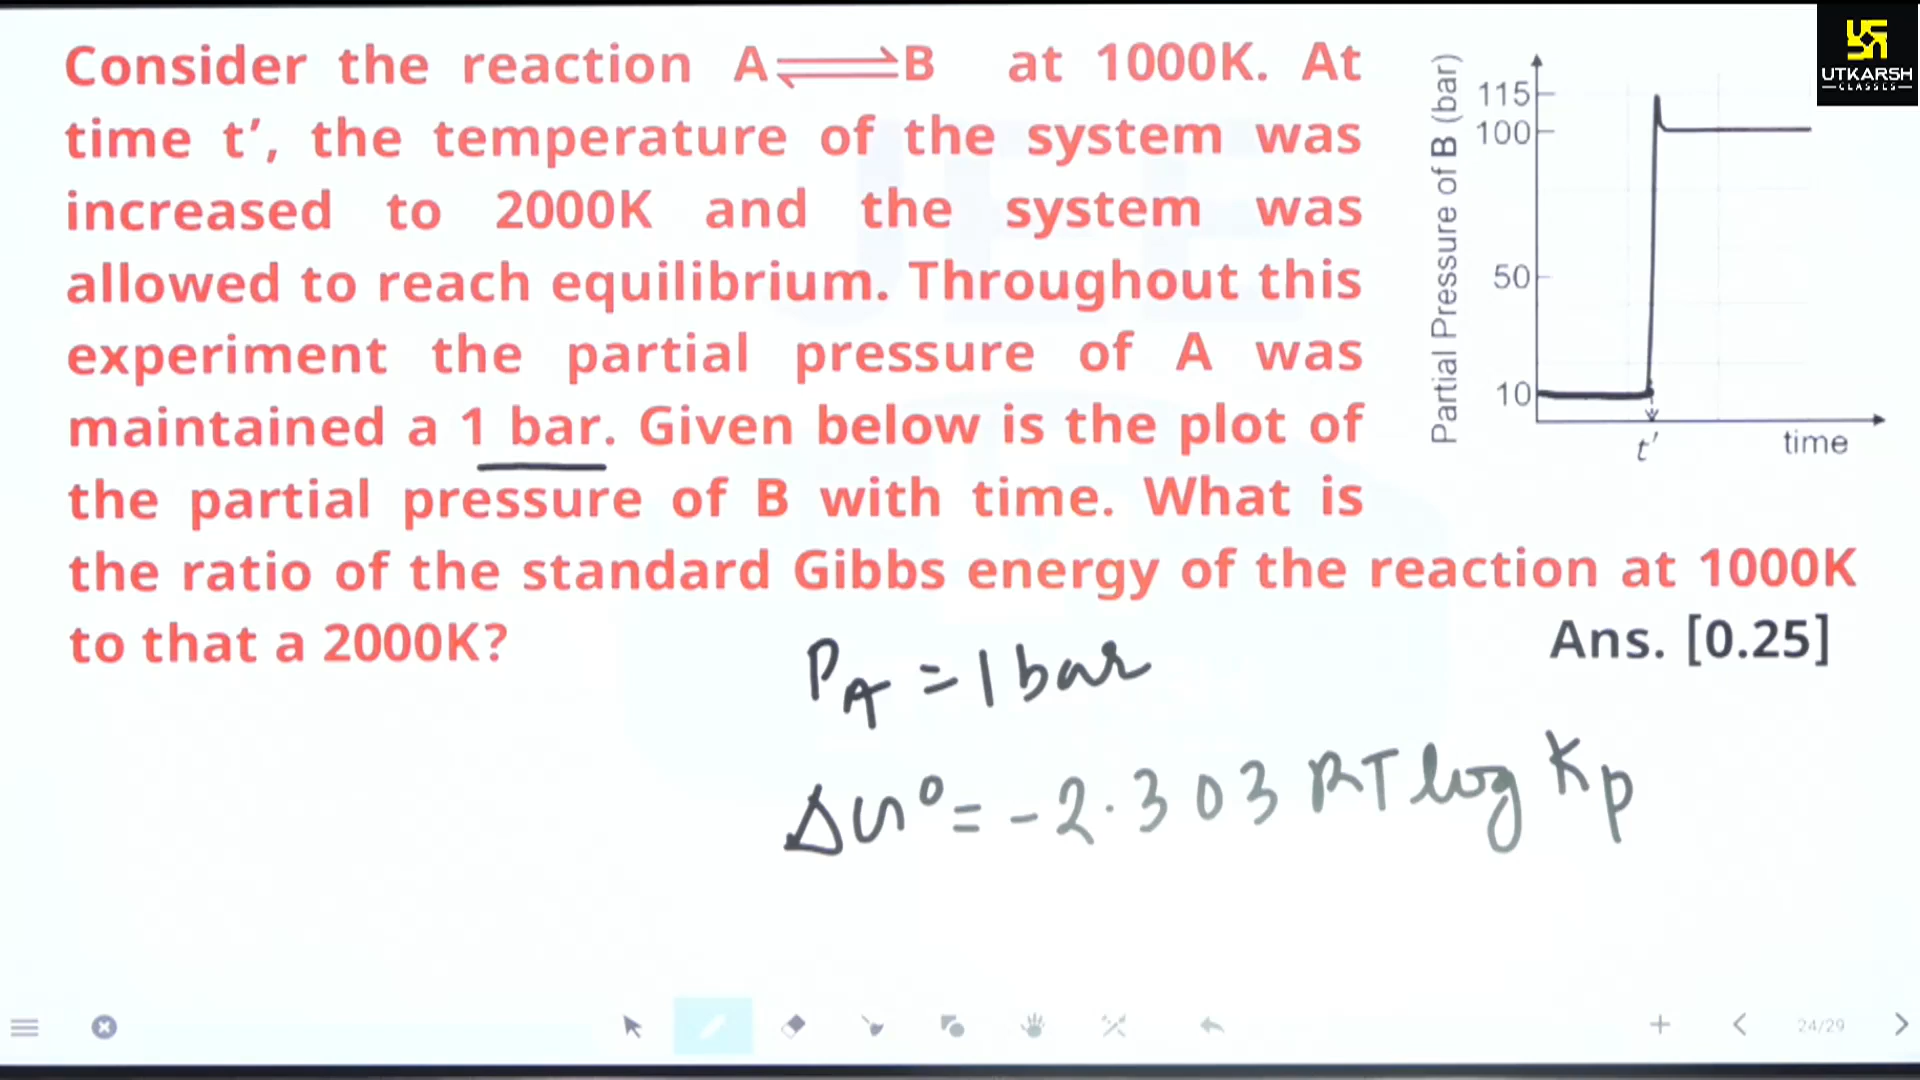 Consider the reaction A⇌B at 1000K. At
time t′, the temperature of the system was
increased to 2000K and the system was
allowed to reach equilibrium. Throughout this
experiment the partial pressure of A was
maintained a 1 bar. Given below is the plot of
the partial pressure of B with time. What is
the ratio of the standard Gibbs energy of the reaction at 1000K
to that a 2000K?
Ans. [0.25]
Partial Pressure of B (bar)
115
100
50
10
t′
time
UTKARSH
CLASSES
P_A = 1 bar
ΔG° = -2.303 RT log Kp
24/29